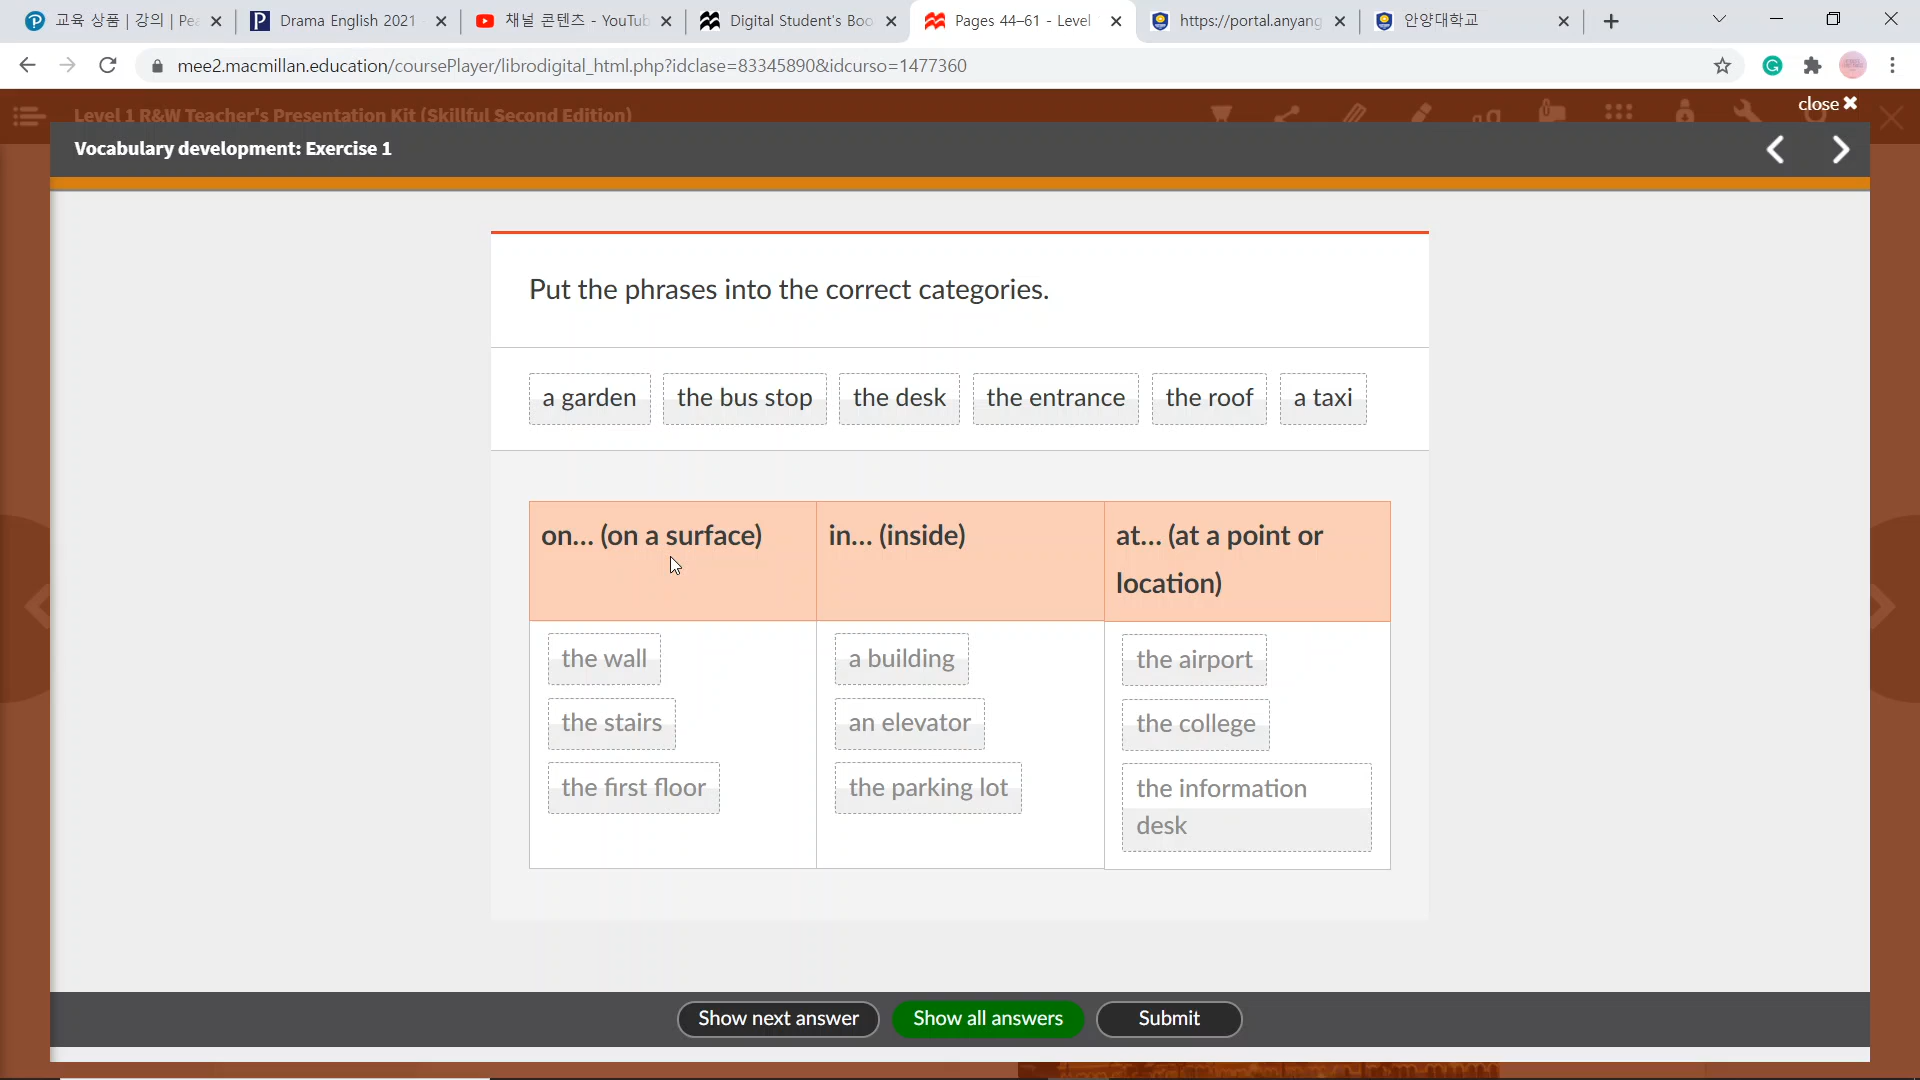 교육 상품 | 강의 | Pea
Drama English 2021
채널 콘텐츠 - YouTub
Digital Student's Boo
Pages 44–61 - Level
https://portal.anyang
안양대학교
mee2.macmillan.education/coursePlayer/librodigital_html.php?idclase=83345890&idcurso=1477360
Level 1 R&W Teacher's Presentation Kit (Skillful Second Edition)
close
Vocabulary development: Exercise 1
Put the phrases into the correct categories.
a garden the bus stop the desk the entrance the roof a taxi
on... (on a surface) in... (inside) at... (at a point or
location)
the wall a building the airport
the stairs an elevator the college
the first floor the parking lot the information
desk
Show next answer Show all answers Submit